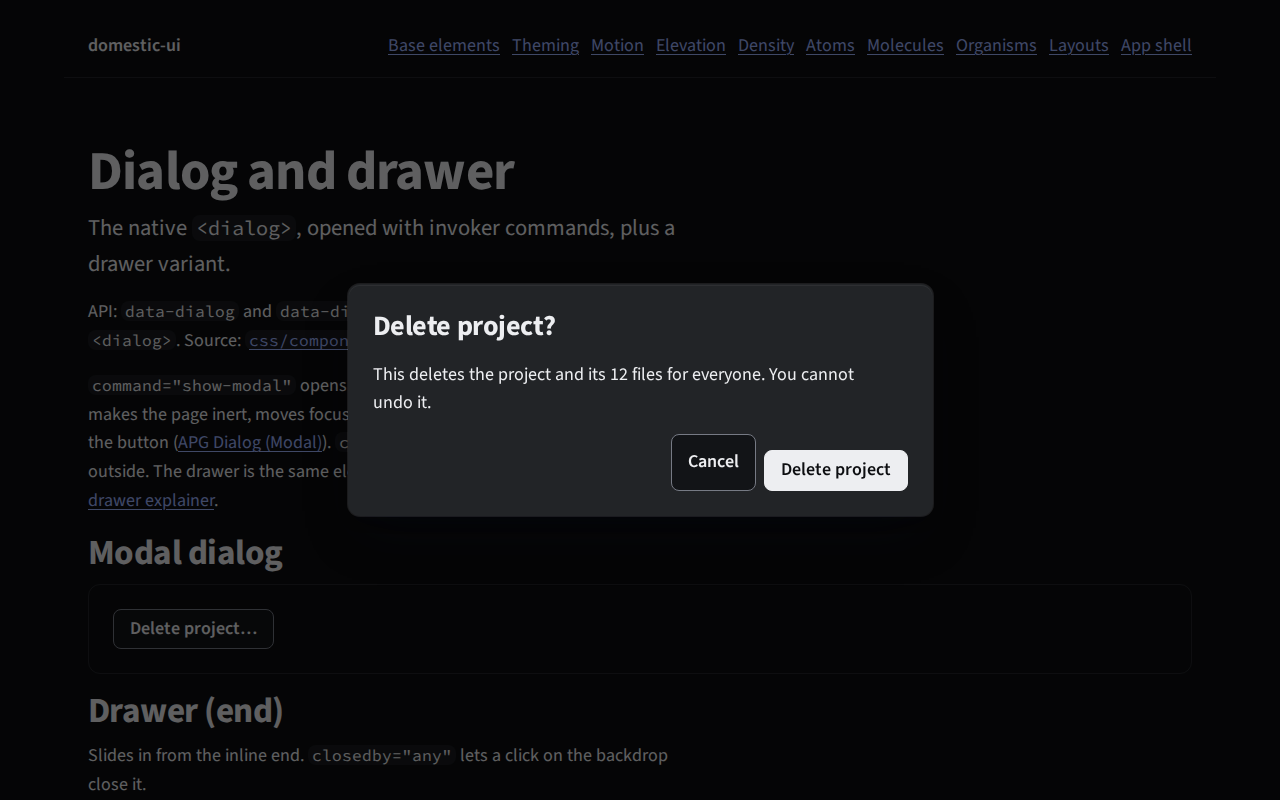 domestic-ui
Base elements Theming Motion Elevation Density Atoms Molecules Organisms Layouts App shell
Dialog and drawer
The native <dialog>, opened with invoker commands, plus a
drawer variant.
API: data-dialog and data-di
<dialog>. Source: css/compon
command="show-modal" opens
makes the page inert, moves focus
the button (APG Dialog (Modal)). c
outside. The drawer is the same el
drawer explainer.
Delete project?
This deletes the project and its 12 files for everyone. You cannot
undo it.
Cancel Delete project
Modal dialog
Delete project…
Drawer (end)
Slides in from the inline end. closedby="any" lets a click on the backdrop
close it.